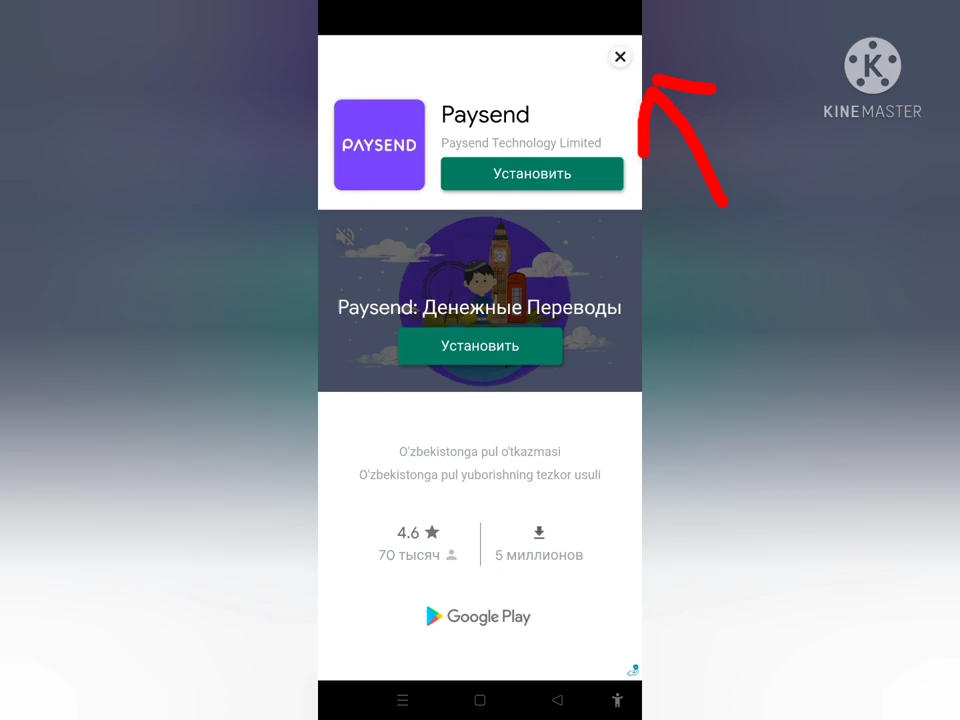 KINEMASTER
Paysend
Paysend Technology Limited
PAYSEND
Установить
Paysend: Денежные Переводы
Установить
O'zbekistonga pul o'tkazmasi
O'zbekistonga pul yuborishning tezkor usuli
4.6
70 тысяч
5 миллионов
Google Play